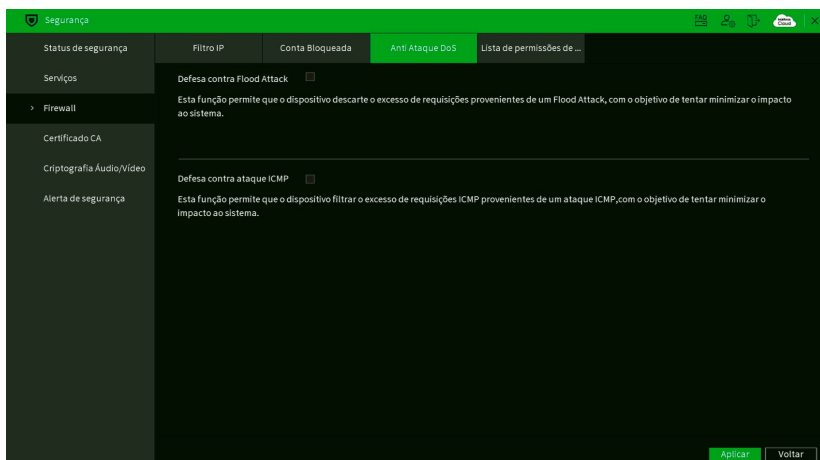 Segurança
FAQ
Cloud
Status de segurança
Serviços
Firewall
Certificado CA
Criptografia Áudio/Vídeo
Alerta de segurança
Filtro IP
Conta Bloqueada
Anti Ataque DoS
Lista de permissões de ...
Defesa contra Flood Attack
Esta função permite que o dispositivo descarte o excesso de requisições provenientes de um Flood Attack, com o objetivo de tentar minimizar o impacto
ao sistema.
Defesa contra ataque ICMP
Esta função permite que o dispositivo filtrar o excesso de requisições ICMP provenientes de um ataque ICMP,com o objetivo de tentar minimizar o
impacto ao sistema.
Aplicar
Voltar